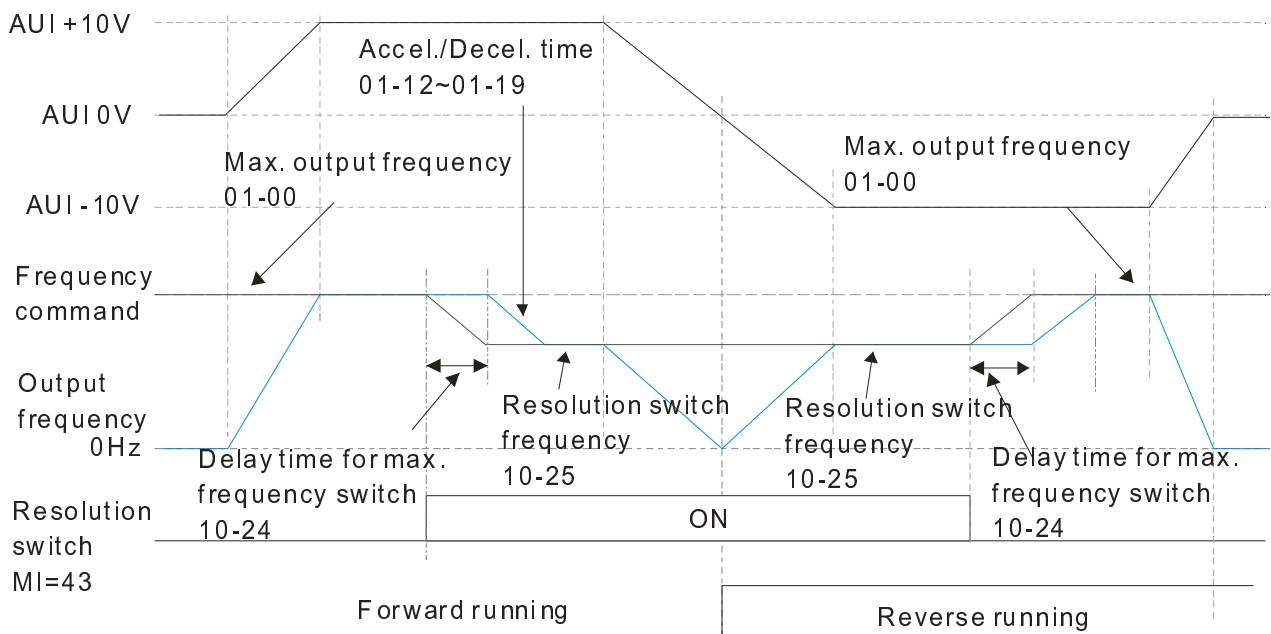 AUI+10V
Accel./Decel. time
01-12~01-19
AUI 0V
Max. output frequency
01-00
Max. output frequency
01-00
AUI-10V
Frequency
command
Output
frequency
0Hz
Resolution switch
frequency
10-25
Resolution switch
frequency
10-25
Delay time for max.
frequency switch
10-24
Delay time for max.
frequency switch
10-24
Resolution
switch
MI=43
ON
Forward running
Reverse running